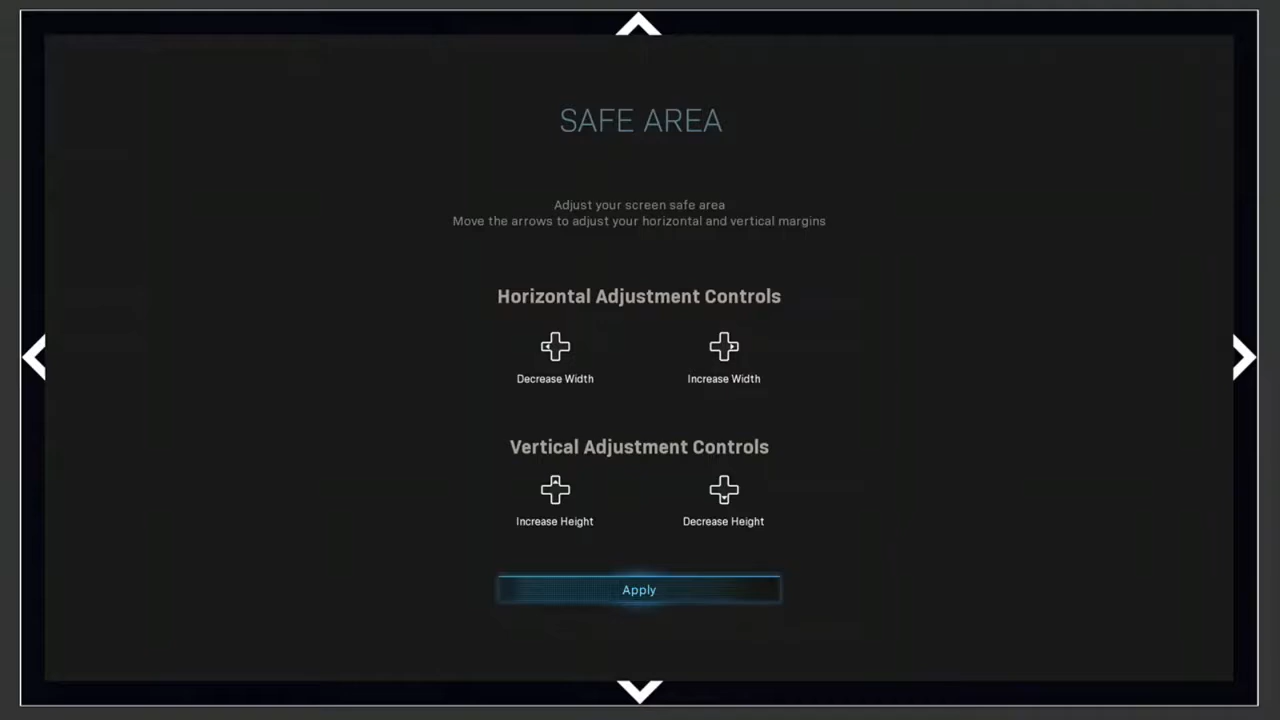 SAFE AREA
Adjust your screen safe area
Move the arrows to adjust your horizontal and vertical margins
Horizontal Adjustment Controls
Decrease Width
Increase Width
Vertical Adjustment Controls
Increase Height
Decrease Height
Apply